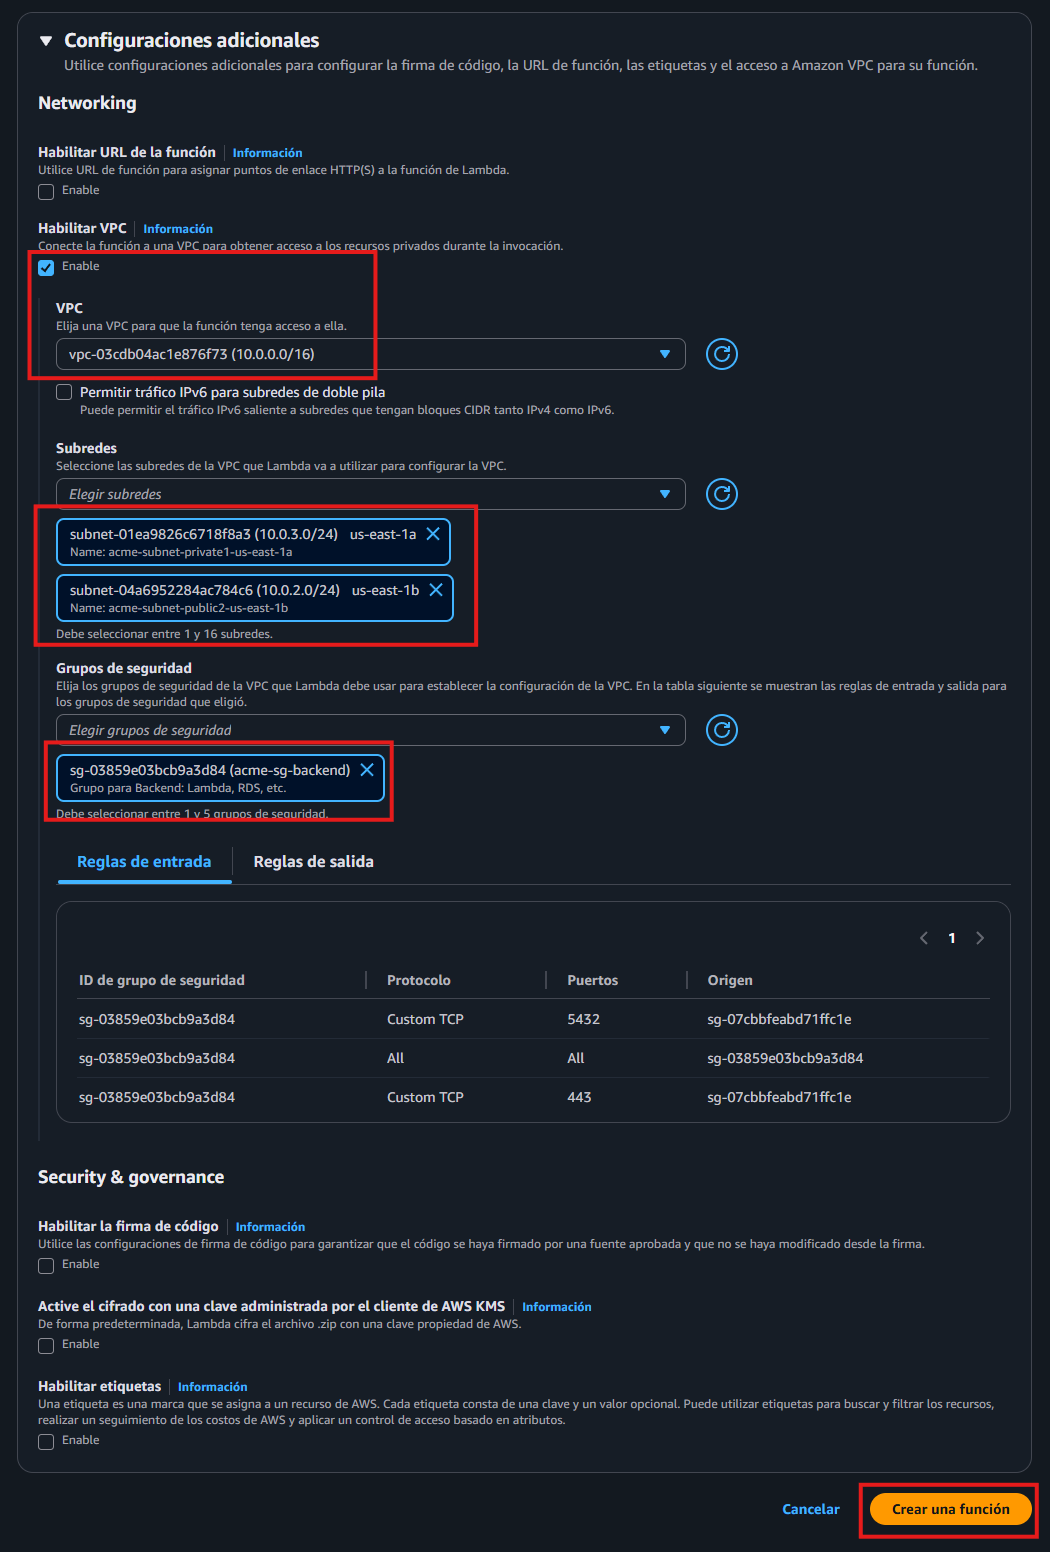 Configuraciones adicionales
Utilice configuraciones adicionales para configurar la firma de código, la URL de función, las etiquetas y el acceso a Amazon VPC para su función.
Networking
Habilitar URL de la función Información
Utilice URL de función para asignar puntos de enlace HTTP(S) a la función de Lambda.
Enable
Habilitar VPC Información
Conecte la función a una VPC para obtener acceso a los recursos privados durante la invocación.
Enable
VPC
Elija una VPC para que la función tenga acceso a ella.
vpc-03cdb04ac1e876f73 (10.0.0.0/16)
Permitir tráfico IPv6 para subredes de doble pila
Puede permitir el tráfico IPv6 saliente a subredes que tengan bloques CIDR tanto IPv4 como IPv6.
Subredes
Seleccione las subredes de la VPC que Lambda va a utilizar para configurar la VPC.
Elegir subredes
subnet-01ea9826c6718f8a3 (10.0.3.0/24) us-east-1a
Name: acme-subnet-private1-us-east-1a
subnet-04a6952284ac784c6 (10.0.2.0/24) us-east-1b
Name: acme-subnet-public2-us-east-1b
Debe seleccionar entre 1 y 16 subredes.
Grupos de seguridad
Elija los grupos de seguridad de la VPC que Lambda debe usar para establecer la configuración de la VPC. En la tabla siguiente se muestran las reglas de entrada y salida para
los grupos de seguridad que eligió.
Elegir grupos de seguridad
sg-03859e03bcb9a3d84 (acme-sg-backend)
Grupo para Backend: Lambda, RDS, etc.
Debe seleccionar entre 1 y 5 grupos de seguridad.
Reglas de entrada Reglas de salida
1
ID de grupo de seguridad Protocolo Puertos Origen
sg-03859e03bcb9a3d84 Custom TCP 5432 sg-07cbbfeabd71ffc1e
sg-03859e03bcb9a3d84 All All sg-03859e03bcb9a3d84
sg-03859e03bcb9a3d84 Custom TCP 443 sg-07cbbfeabd71ffc1e
Security & governance
Habilitar la firma de código Información
Utilice las configuraciones de firma de código para garantizar que el código se haya firmado por una fuente aprobada y que no se haya modificado desde la firma.
Enable
Active el cifrado con una clave administrada por el cliente de AWS KMS Información
De forma predeterminada, Lambda cifra el archivo .zip con una clave propiedad de AWS.
Enable
Habilitar etiquetas Información
Una etiqueta es una marca que se asigna a un recurso de AWS. Cada etiqueta consta de una clave y un valor opcional. Puede utilizar etiquetas para buscar y filtrar los recursos,
realizar un seguimiento de los costos de AWS y aplicar un control de acceso basado en atributos.
Enable
Cancelar Crear una función